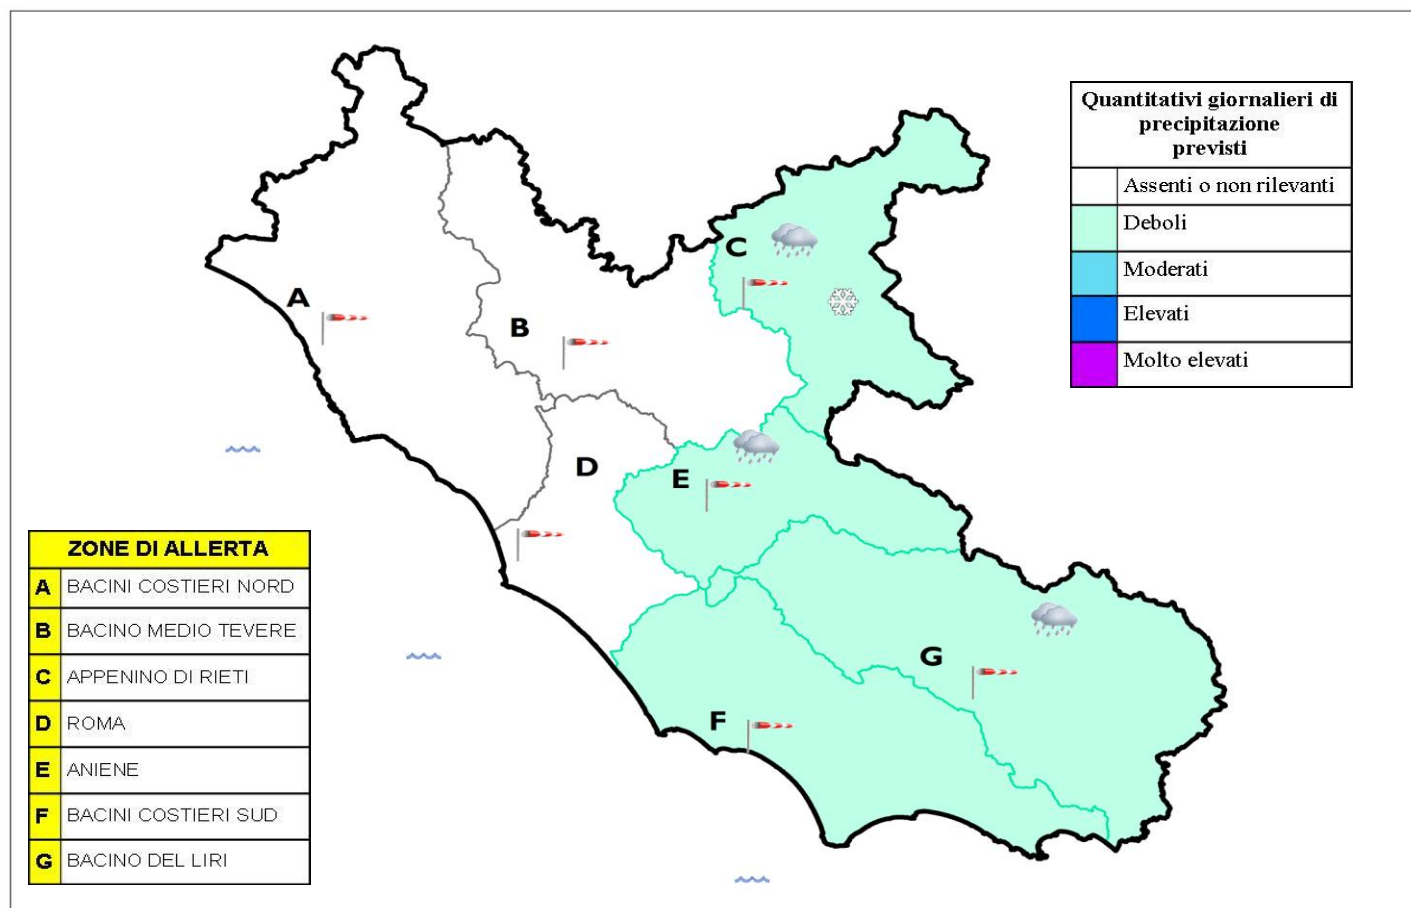 Quantitativi giornalieri di
precipitazione
previsti
Assenti o non rilevanti
Deboli
Moderati
Elevati
Molto elevati
A
B
C
D
E
F
G
ZONE DI ALLERTA
A BACINI COSTIERI NORD
B BACINO MEDIO TEVERE
C APPENINO DI RIETI
D ROMA
E ANIENE
F BACINI COSTIERI SUD
G BACINO DEL LIRI